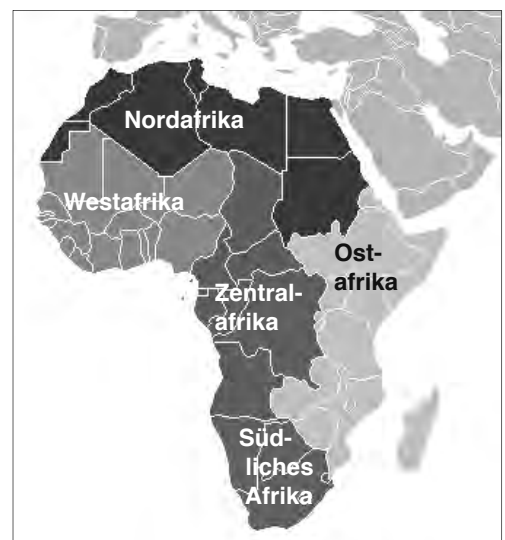 Nordafrika
Westafrika
Ost-
afrika
Zentral-
afrika
Süd-
liches
Afrika